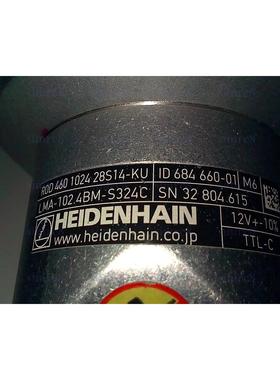 ROD 460 1024 28S14-KU ID 684 660-01 M6
LMA-102.4BM-S324C SN 32 804 615
HEIDENHAIN 12V+-10%
www.heidenhain.co.jp TTL-C